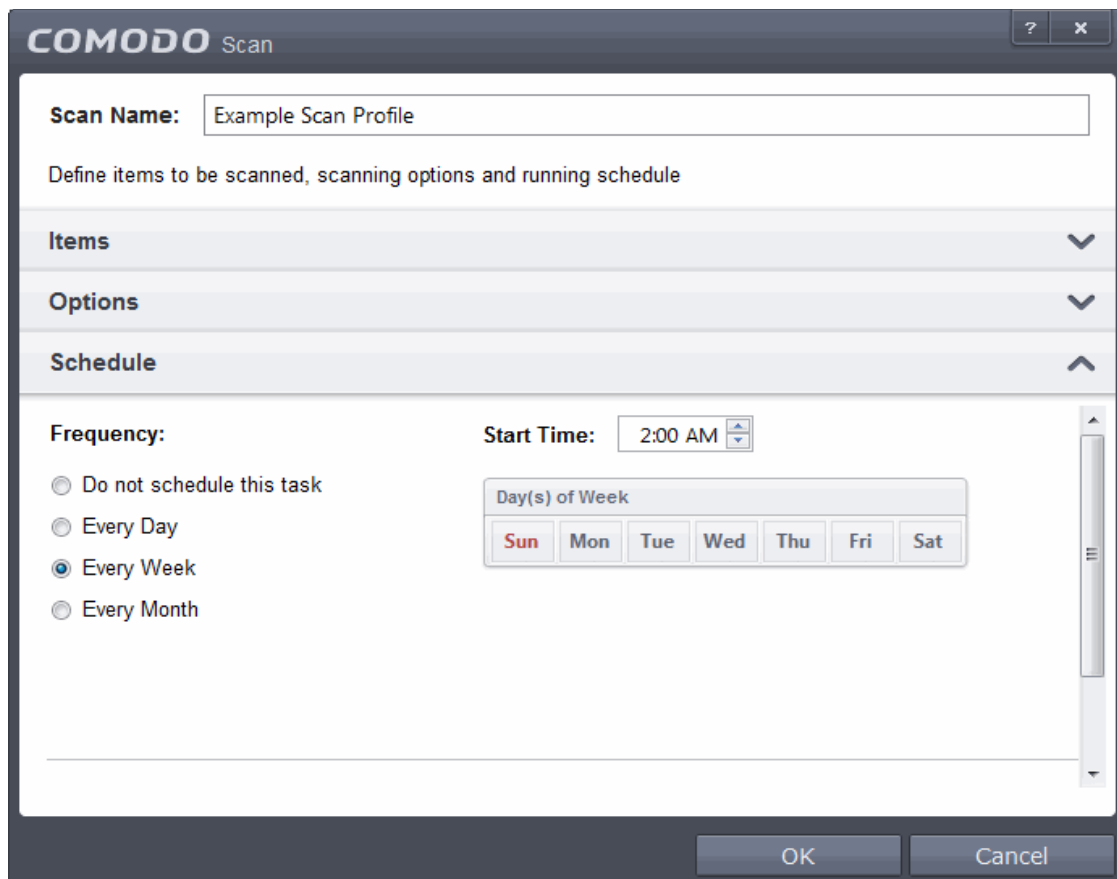 COMODO Scan
?
Scan Name: Example Scan Profile
Define items to be scanned, scanning options and running schedule
Items
Options
Schedule
Frequency:
Do not schedule this task
Every Day
Every Week
Every Month
Start Time: 2:00 AM
Day(s) of Week
Sun Mon Tue Wed Thu Fri Sat
OK Cancel